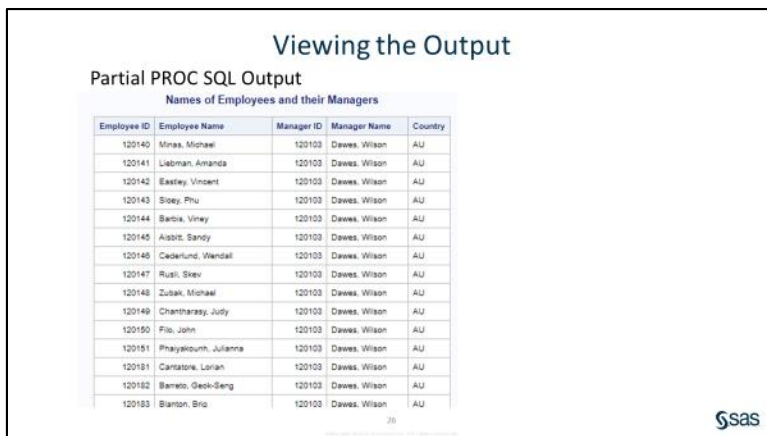 Viewing the Output
Partial PROC SQL Output
Names of Employees and their Managers
Employee ID Employee Name Manager ID Manager Name Country
120140 Minas, Michael 120103 Dawes, Wilson AU
120141 Liebman, Amanda 120103 Dawes, Wilson AU
120142 Eastley, Vincent 120103 Dawes, Wilson AU
120143 Sloey, Phu 120103 Dawes, Wilson AU
120144 Barbis, Viney 120103 Dawes, Wilson AU
120145 Aisbitt, Sandy 120103 Dawes, Wilson AU
120146 Cederlund, Wendall 120103 Dawes, Wilson AU
120147 Rusli, Skev 120103 Dawes, Wilson AU
120148 Zubak, Michael 120103 Dawes, Wilson AU
120149 Chantharasy, Judy 120103 Dawes, Wilson AU
120150 Filo, John 120103 Dawes, Wilson AU
120151 Phaiyakounh, Julianna 120103 Dawes, Wilson AU
120181 Cantatore, Lorian 120103 Dawes, Wilson AU
120182 Barreto, Geok-Seng 120103 Dawes, Wilson AU
120183 Blanton, Brig 120103 Dawes, Wilson AU
26
sas